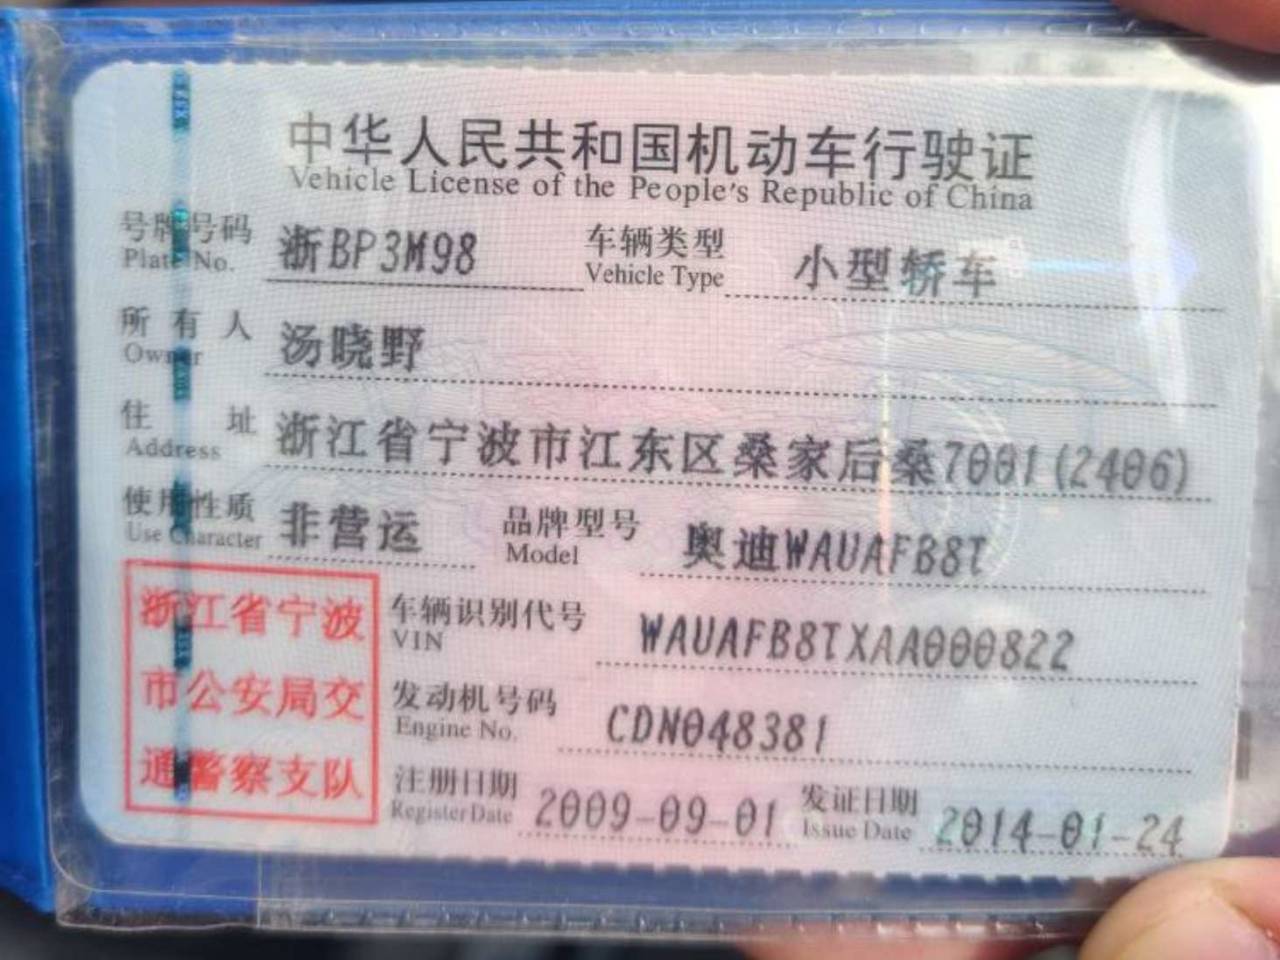 中华人民共和国机动车行驶证
Vehicle License of the People's Republic of China
号牌号码 浙BP3M98 车辆类型 小型轿车
Plate No. Vehicle Type
所有人 汤晓野
Owner
住址 浙江省宁波市江东区桑家后桑7001(2406)
Address
使用性质 非营运 品牌型号 奥迪WAUAFB8T
Use Character Model
浙江省宁波
市公安局交
通警察支队
车辆识别代号 WAUAFB8TXAA000822
VIN
发动机号码 CDN048381
Engine No.
注册日期 2009-09-01 发证日期 2014-01-24
Register Date Issue Date